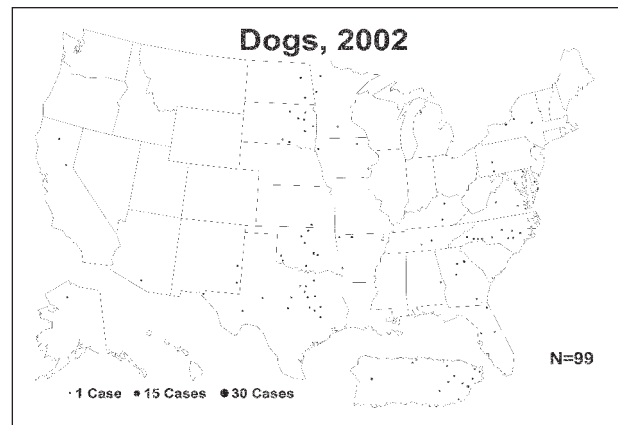 Dogs, 2002
N=99
· 1 Case • 15 Cases ● 30 Cases